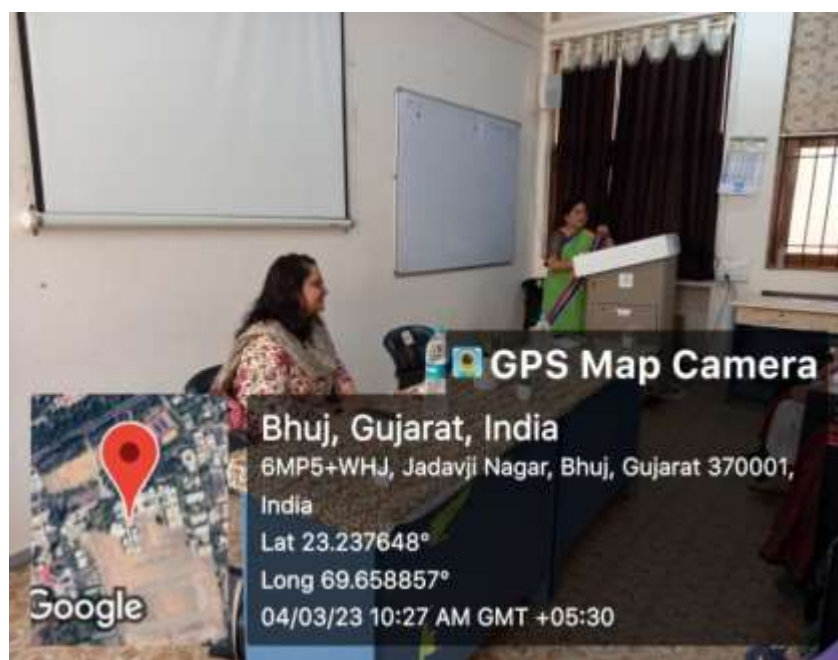 GPS Map Camera
Bhuj, Gujarat, India
6MP5+WHJ, Jadavji Nagar, Bhuj, Gujarat 370001,
India
Lat 23.237648°
Long 69.658857°
04/03/23 10:27 AM GMT +05:30
Google